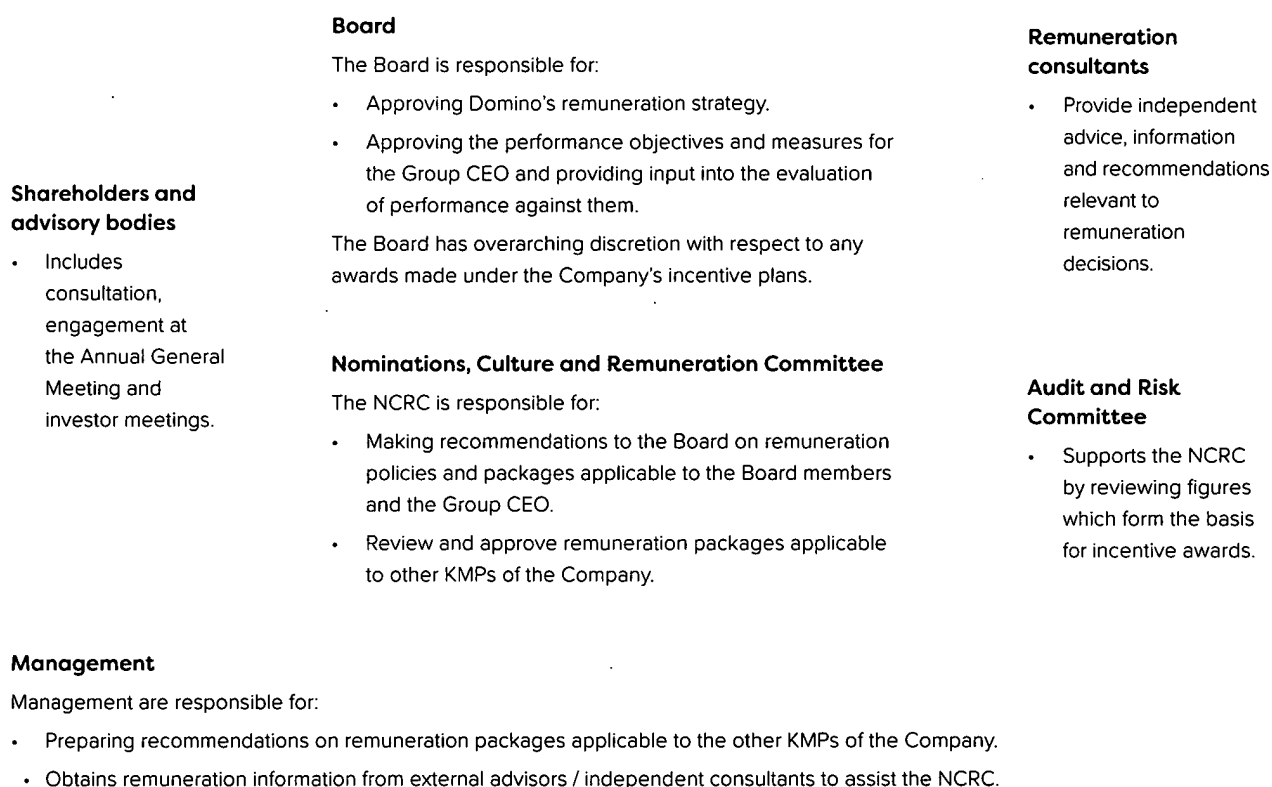 Board
The Board is responsible for:
• Approving Domino's remuneration strategy.
• Approving the performance objectives and measures for
the Group CEO and providing input into the evaluation
of performance against them.
The Board has overarching discretion with respect to any
awards made under the Company's incentive plans.
Remuneration
consultants
• Provide independent
advice, information
and recommendations
relevant to
remuneration
decisions.
Shareholders and
advisory bodies
• Includes
consultation,
engagement at
the Annual General
Meeting and
investor meetings.
Nominations, Culture and Remuneration Committee
The NCRC is responsible for:
• Making recommendations to the Board on remuneration
policies and packages applicable to the Board members
and the Group CEO.
• Review and approve remuneration packages applicable
to other KMPs of the Company.
Audit and Risk
Committee
• Supports the NCRC
by reviewing figures
which form the basis
for incentive awards.
Management
Management are responsible for:
• Preparing recommendations on remuneration packages applicable to the other KMPs of the Company.
• Obtains remuneration information from external advisors / independent consultants to assist the NCRC.